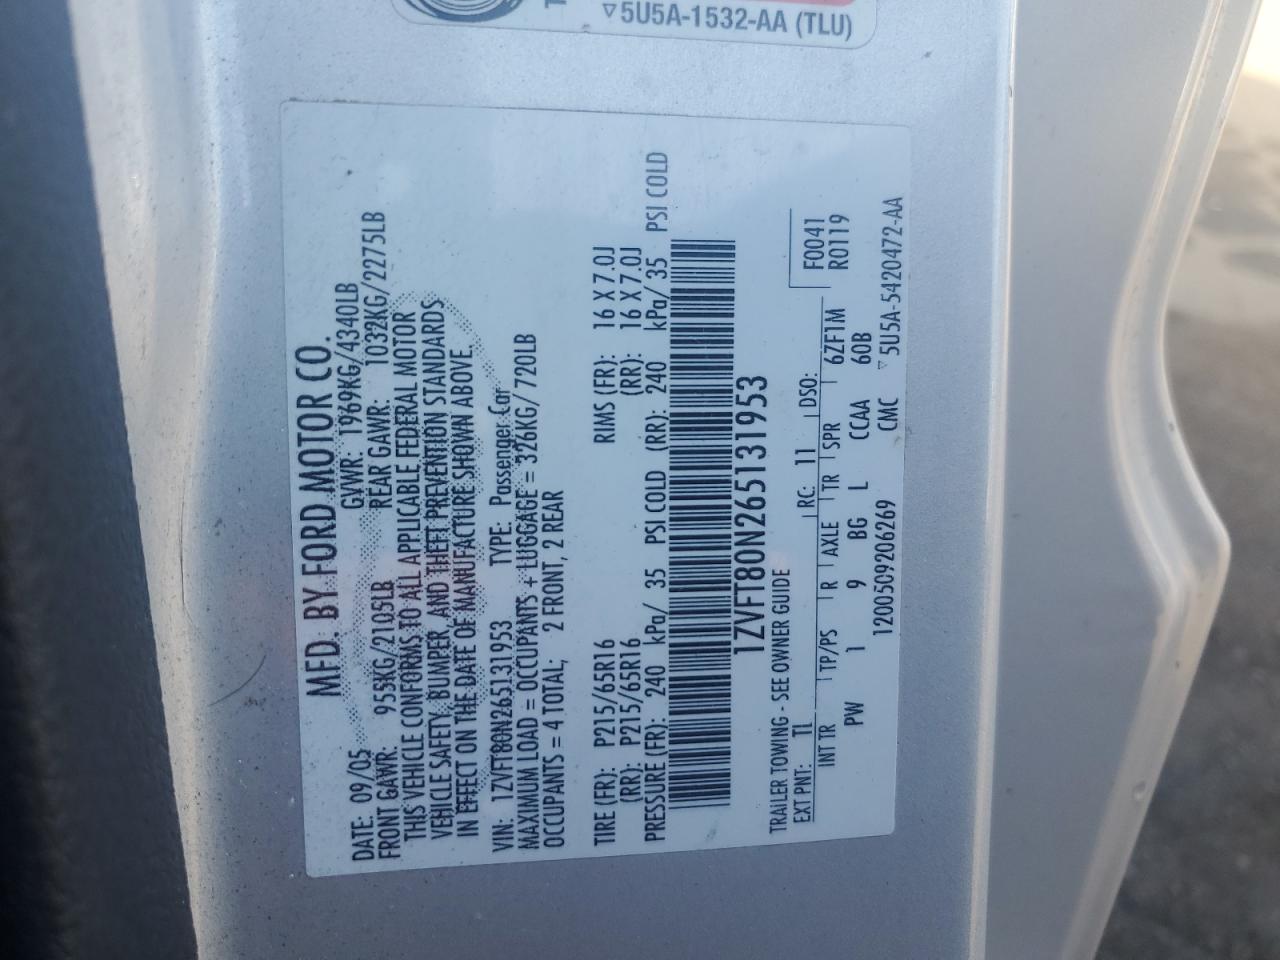 5U5A-1532-AA (TLU)
MFD. BY FORD MOTOR CO.
DATE: 09/05 GVWR: 1969KG/4340LB
FRONT GAWR: 955KG/2105LB REAR GAWR: 1032KG/2275LB
THIS VEHICLE CONFORMS TO ALL APPLICABLE FEDERAL MOTOR
VEHICLE SAFETY, BUMPER, AND THEFT PREVENTION STANDARDS
IN EFFECT ON THE DATE OF MANUFACTURE SHOWN ABOVE.
VIN: 1ZVFT80N265131953 TYPE: Passenger Car
MAXIMUM LOAD = OCCUPANTS + LUGGAGE = 326KG/720LB
OCCUPANTS = 4 TOTAL; 2 FRONT, 2 REAR
TIRE (FR): P215/65R16 RIMS (FR): 16 X 7.0J
(RR): P215/65R16 (RR): 16 X 7.0J
PRESSURE (FR): 240 kPa/ 35 PSI COLD (RR): 240 kPa/ 35 PSI COLD
1ZVFT80N265131953
TRAILER TOWING - SEE OWNER GUIDE
EXT PNT: TL RC: 11 DSO: F0041
INT TR TP/PS R AXLE TR SPR 6ZF1M R0119
PW 1 9 BG L CCAA 60B
1200509206269 CMC ▽5U5A-5420472-AA